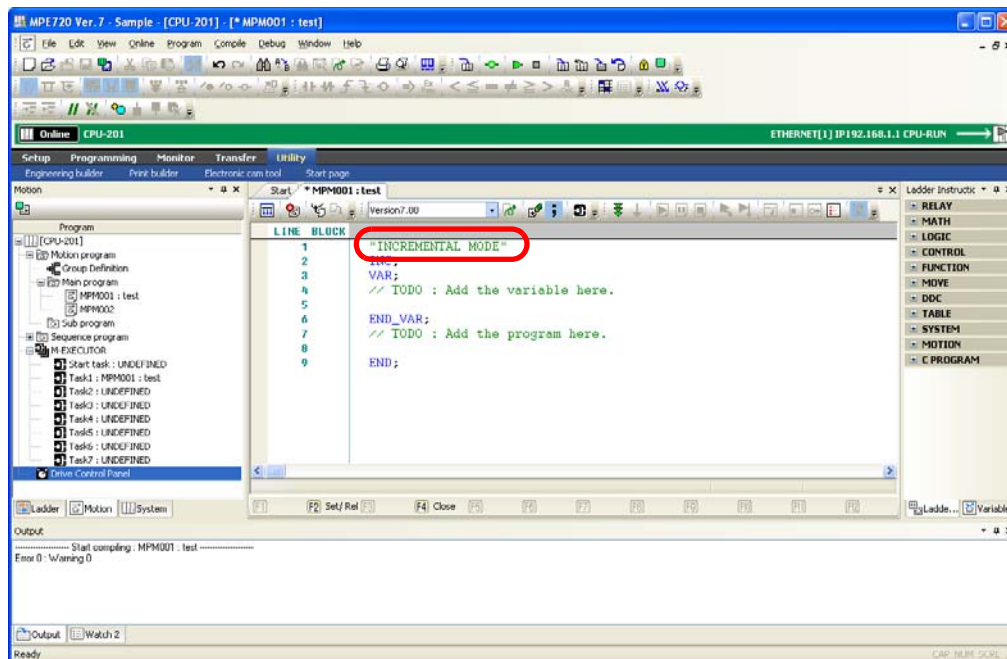 MPE720 Ver. 7 - Sample - [CPU-201] - [* MPM001 : test]
File Edit View Online Program Compile Debug Window Help
Online CPU-201 ETHERNET[1] IP192.168.1.1 CPU-RUN
Setup Programming Monitor Transfer Utility
Engineering builder Print builder Electronic cam tool Start page
Motion
Program
[CPU-201]
Motion program
Group Definition
Main program
MPM001 : test
MPM002
Sub program
Sequence program
M-EXECUTOR
Start task : UNDEFINED
Task1 : MPM001 : test
Task2 : UNDEFINED
Task3 : UNDEFINED
Task4 : UNDEFINED
Task5 : UNDEFINED
Task6 : UNDEFINED
Task7 : UNDEFINED
Drive Control Panel
Ladder Motion System
Start * MPM001 : test
Version7.00
LINE BLOCK
1 "INCREMENTAL MODE"
2 INC;
3 VAR;
4 // TODO : Add the variable here.
5
6 END_VAR;
7 // TODO : Add the program here.
8
9 END;
F1 F2 Set/ Rel F3 F4 Close F5 F6 F7 F8 F9 F10 F11 F12
Ladder Instructic
RELAY
MATH
LOGIC
CONTROL
FUNCTION
MOVE
DDC
TABLE
SYSTEM
MOTION
C PROGRAM
Ladde... Variable
Output
-------------------- Start compiling : MPM001 : test --------------------
Error 0 : Warning 0
Output Watch 2
Ready CAP NUM SCRL